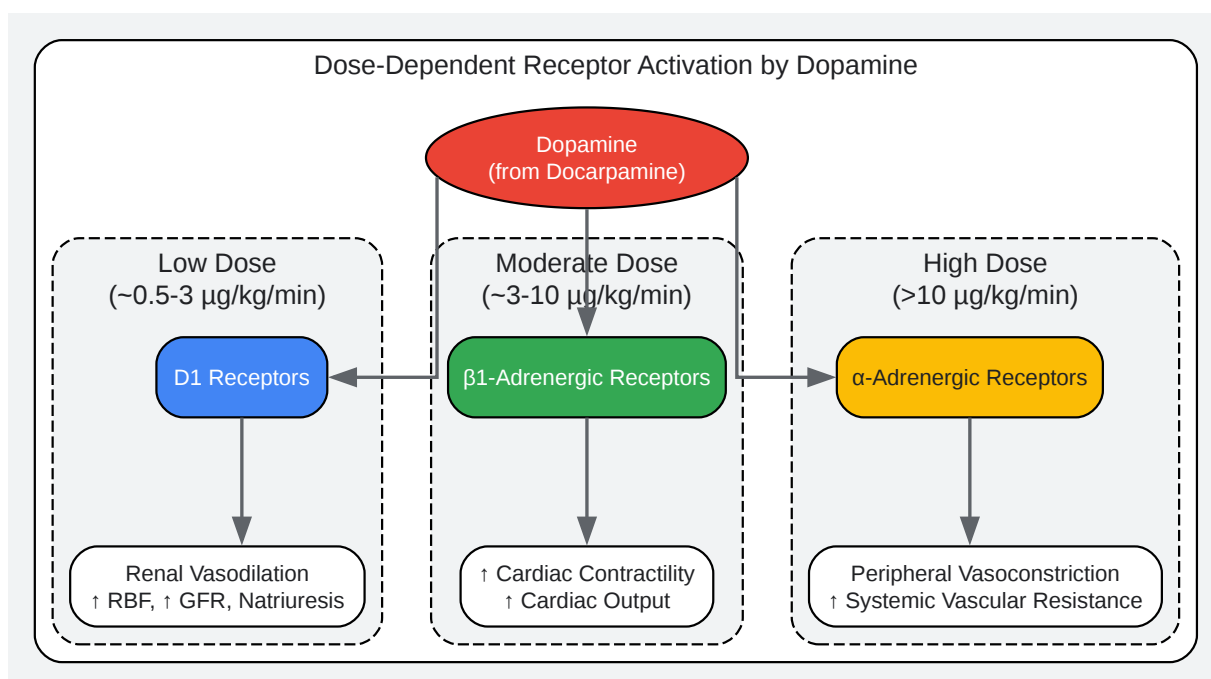 Dose-Dependent Receptor Activation by Dopamine
Dopamine
(from Docarpamine)
Low Dose
(~0.5-3 µg/kg/min)
D1 Receptors
Renal Vasodilation
↑ RBF, ↑ GFR, Natriuresis
Moderate Dose
(~3-10 µg/kg/min)
β1-Adrenergic Receptors
↑ Cardiac Contractility
↑ Cardiac Output
High Dose
(>10 µg/kg/min)
α-Adrenergic Receptors
Peripheral Vasoconstriction
↑ Systemic Vascular Resistance